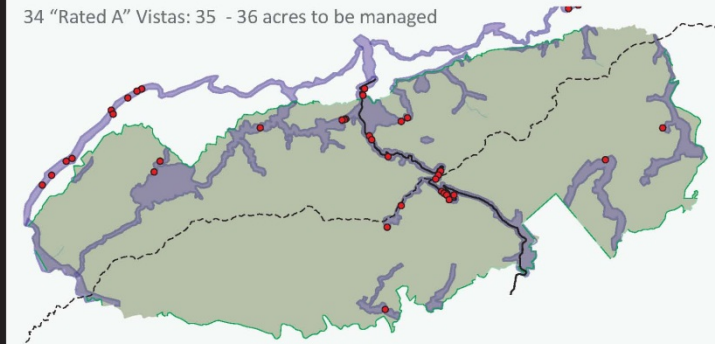 34 “Rated A” Vistas: 35  - 36 acres to be managed